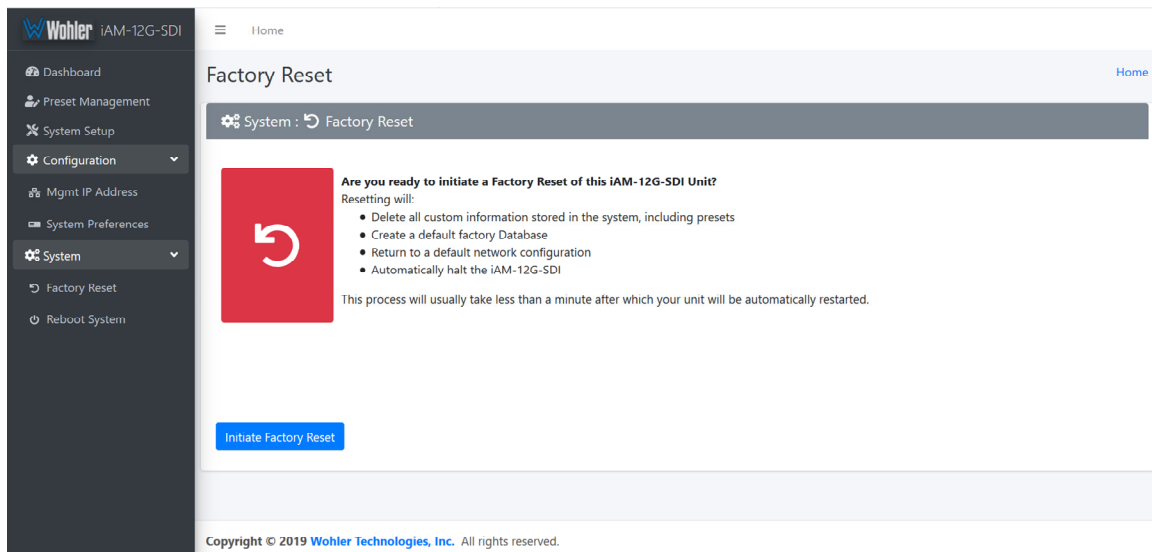 Wohler iAM-12G-SDI
Home
Dashboard
Preset Management
System Setup
Configuration
Mgmt IP Address
System Preferences
System
Factory Reset
Reboot System
Factory Reset
Home
System : Factory Reset
Are you ready to initiate a Factory Reset of this iAM-12G-SDI Unit?
Resetting will:
● Delete all custom information stored in the system, including presets
● Create a default factory Database
● Return to a default network configuration
● Automatically halt the iAM-12G-SDI
This process will usually take less than a minute after which your unit will be automatically restarted.
Initiate Factory Reset
Copyright © 2019 Wohler Technologies, Inc. All rights reserved.